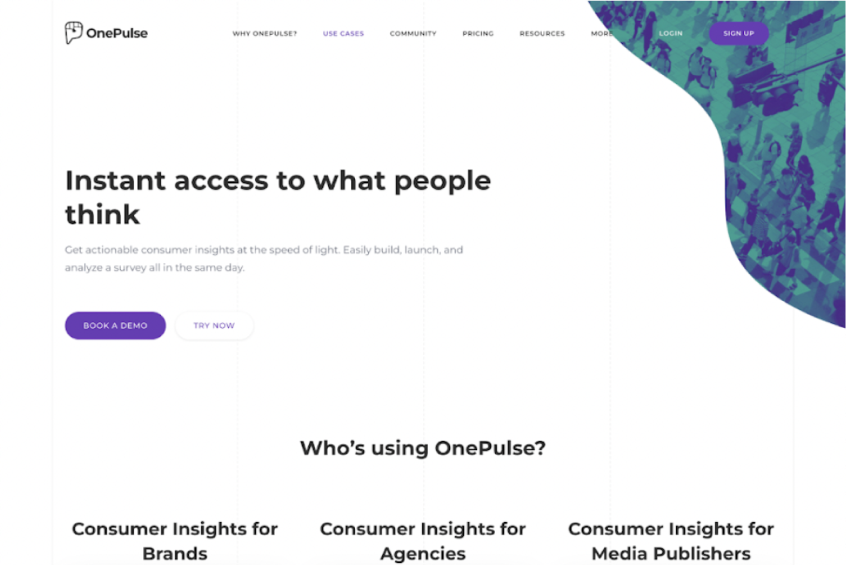 OnePulse
WHY ONEPULSE?
USE CASES
COMMUNITY
PRICING
RESOURCES
MORE
LOGIN
SIGN UP
Instant access to what people
think
Get actionable consumer insights at the speed of light. Easily build, launch, and
analyze a survey all in the same day.
BOOK A DEMO
TRY NOW
Who's using OnePulse?
Consumer Insights for
Brands
Consumer Insights for
Agencies
Consumer Insights for
Media Publishers